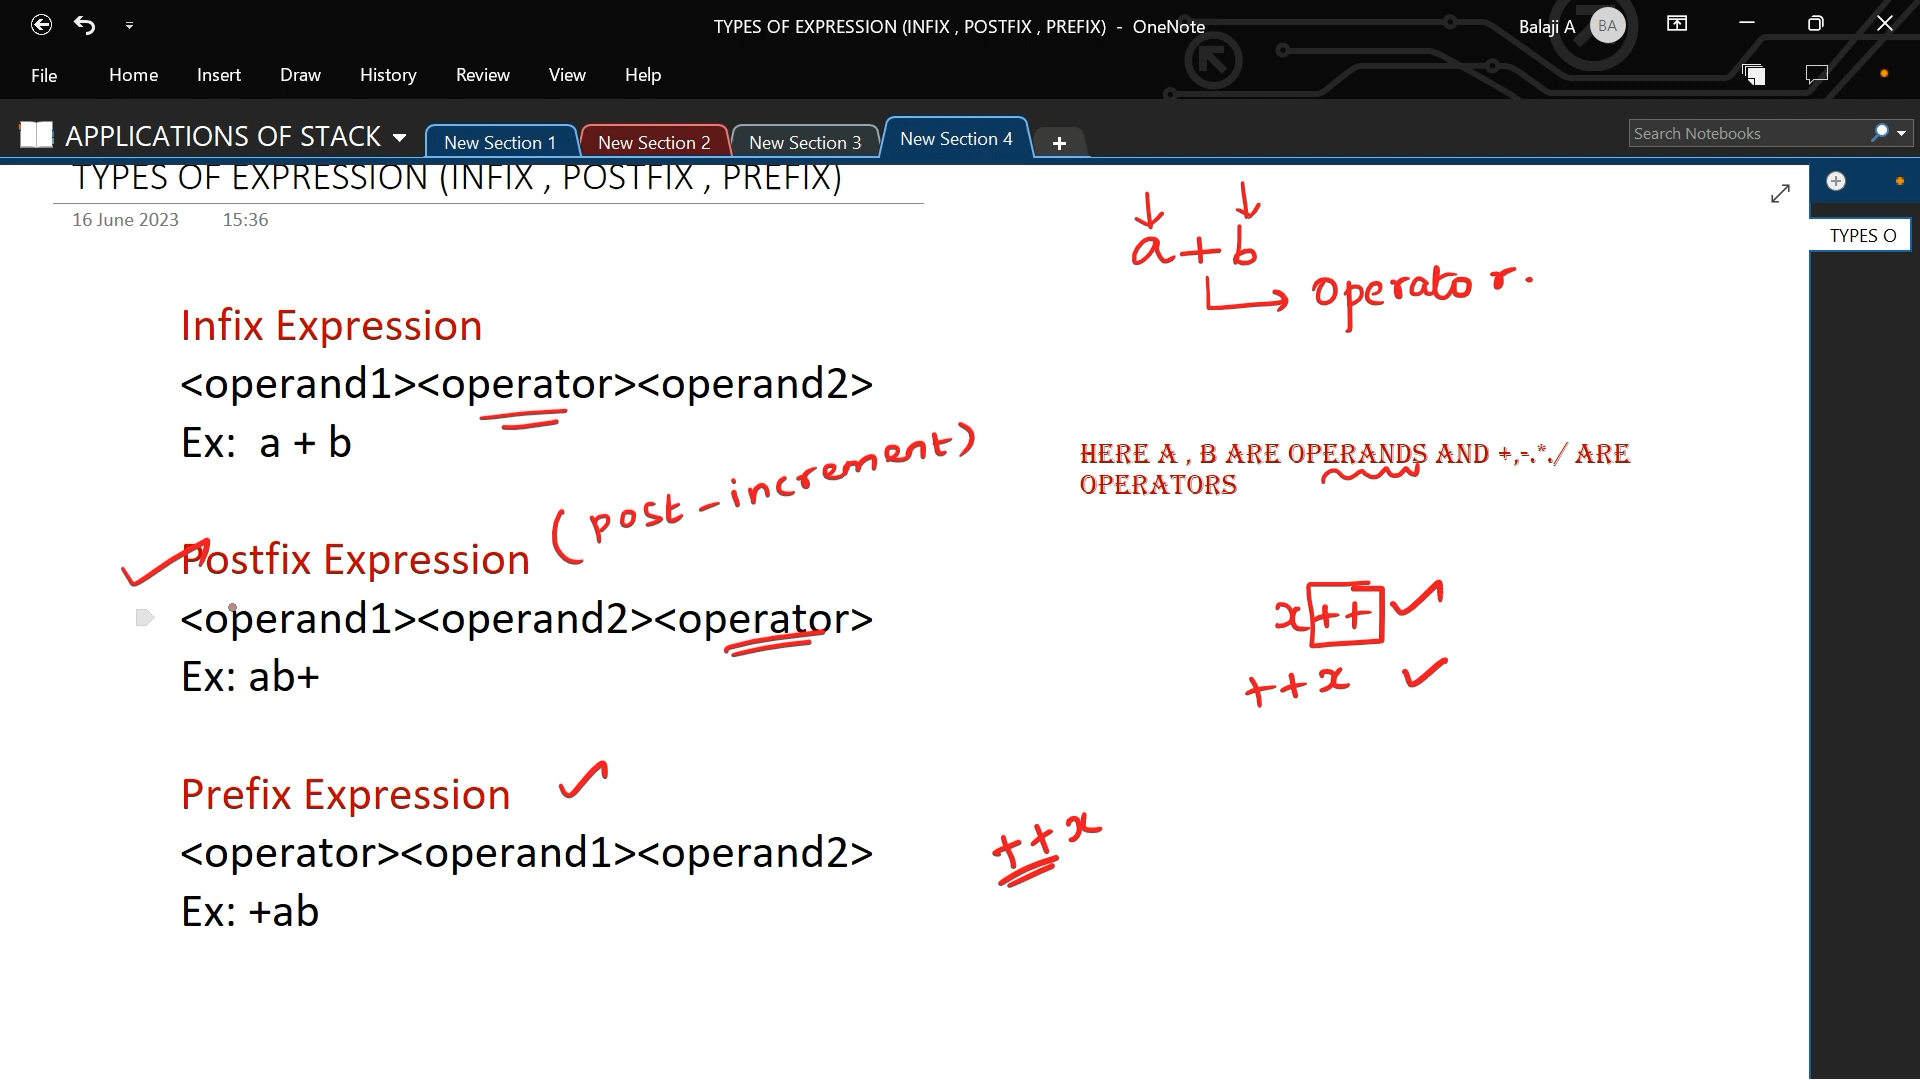 TYPES OF EXPRESSION (INFIX , POSTFIX , PREFIX) - OneNote
Balaji A
BA
File Home Insert Draw History Review View Help
APPLICATIONS OF STACK
New Section 1
New Section 2
New Section 3
New Section 4
Search Notebooks
TYPES OF EXPRESSION (INFIX , POSTFIX , PREFIX)
16 June 2023 15:36
TYPES O
a+b
operator.
Infix Expression
<operand1><operator><operand2>
Ex: a + b
HERE A , B ARE OPERANDS AND +,-.*./ ARE
OPERATORS
Postfix Expression
(post-increment)
<operand1><operand2><operator>
Ex: ab+
x++
++x
Prefix Expression
<operator><operand1><operand2>
Ex: +ab
++x